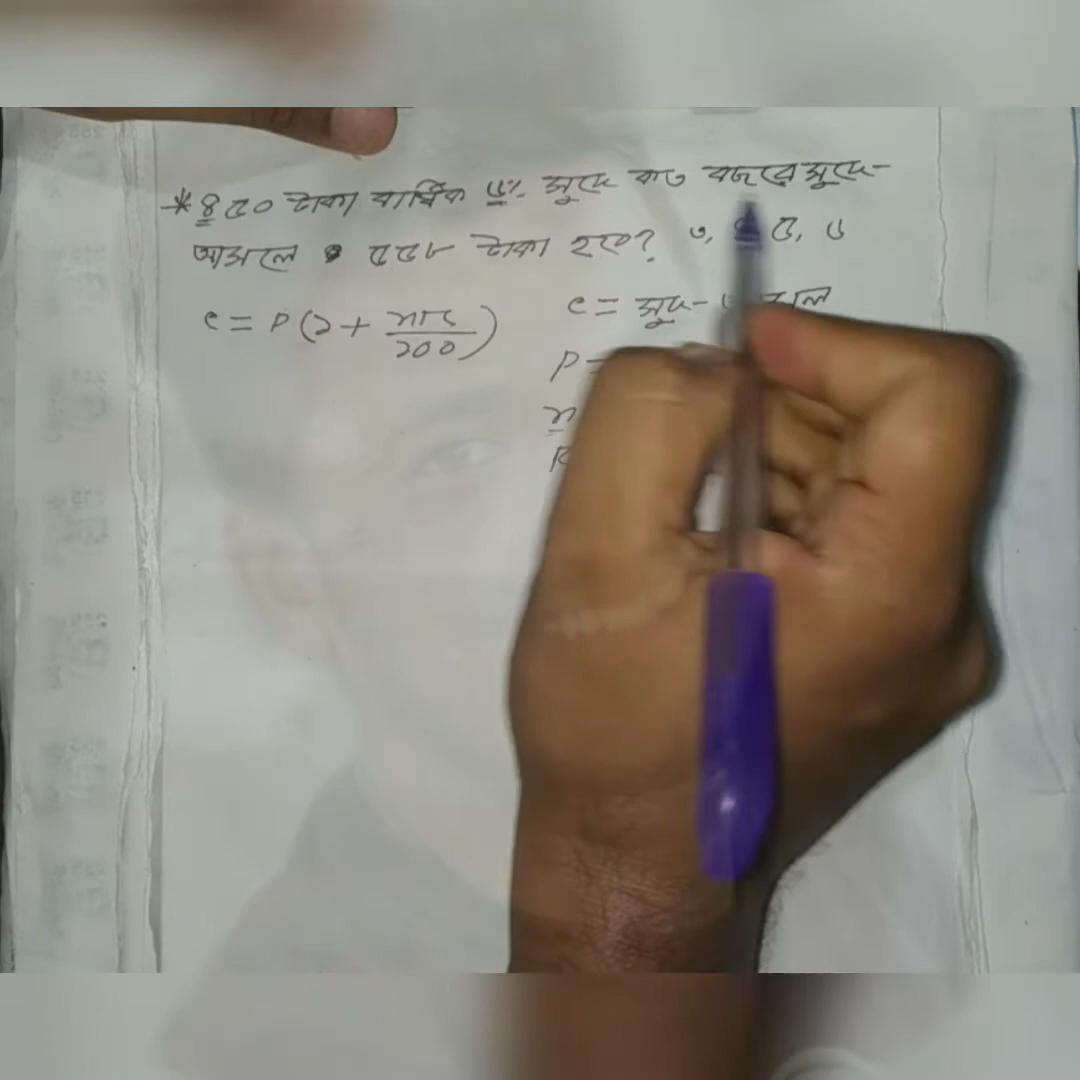 * ৪৫০ টাকা বার্ষিক ৬% সুদে কত বছরে সুদে-
আসলে ৫৫৮ টাকা হবে? ৩, ৫, ৬
c = p(১ + nr/১০০)
c = সুদ-
p =
n